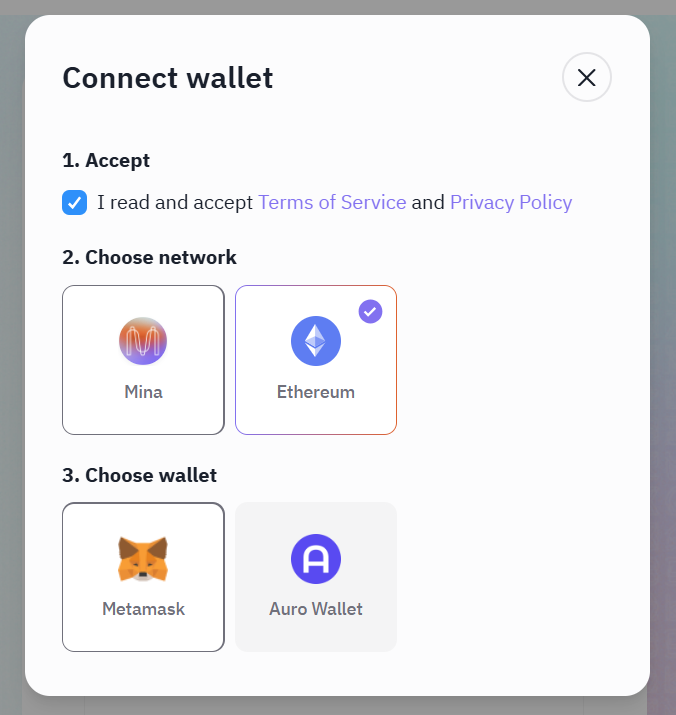 Connect wallet
1. Accept
I read and accept Terms of Service and Privacy Policy
2. Choose network
Mina
Ethereum
3. Choose wallet
Metamask
Auro Wallet